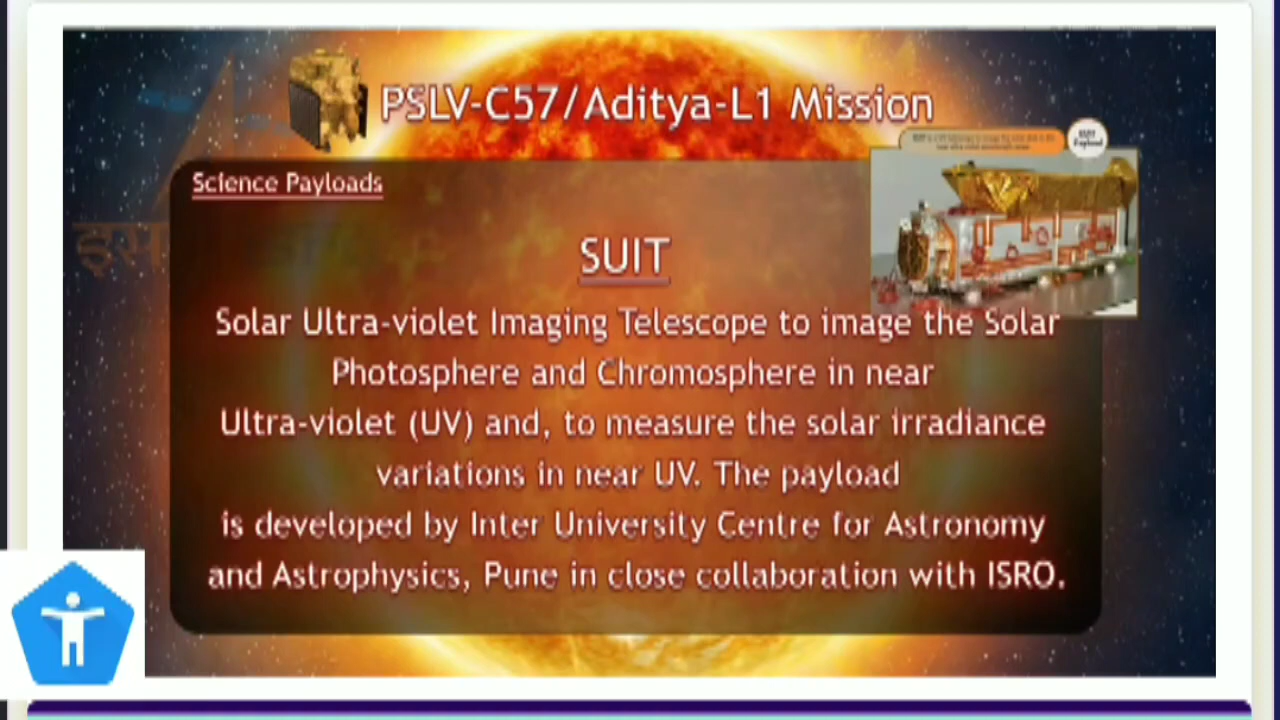 PSLV-C57/Aditya-L1 Mission
SUIT
Payload
Science Payloads
SUIT
Solar Ultra-violet Imaging Telescope to image the Solar
Photosphere and Chromosphere in near
Ultra-violet (UV) and, to measure the solar irradiance
variations in near UV. The payload
is developed by Inter University Centre for Astronomy
and Astrophysics, Pune in close collaboration with ISRO.